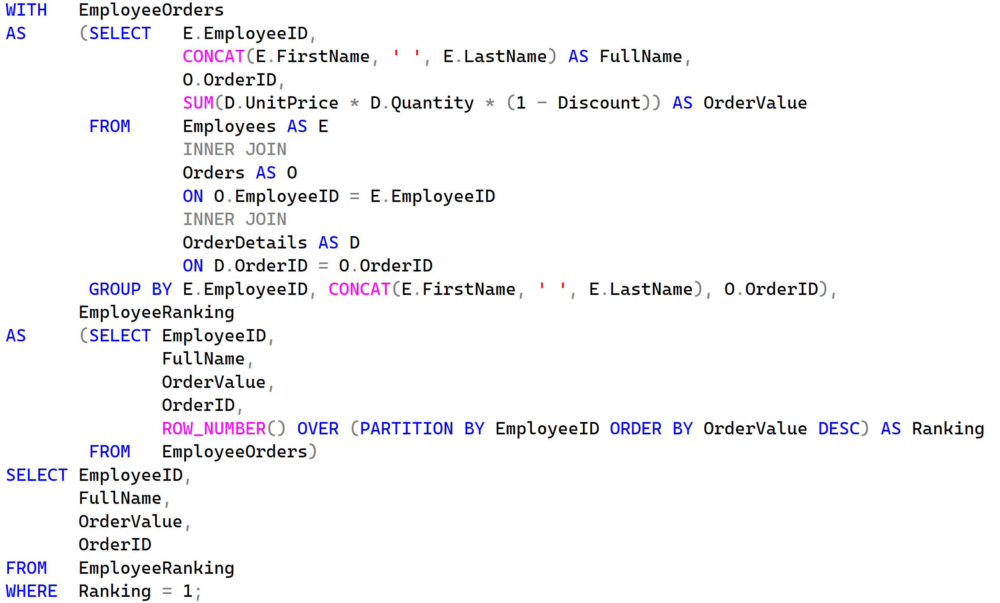 WITH   EmployeeOrders
AS     (SELECT   E.EmployeeID,
                 CONCAT(E.FirstName, ' ', E.LastName) AS FullName,
                 O.OrderID,
                 SUM(D.UnitPrice * D.Quantity * (1 - Discount)) AS OrderValue
        FROM     Employees AS E
                 INNER JOIN
                 Orders AS O
                 ON O.EmployeeID = E.EmployeeID
                 INNER JOIN
                 OrderDetails AS D
                 ON D.OrderID = O.OrderID
        GROUP BY E.EmployeeID, CONCAT(E.FirstName, ' ', E.LastName), O.OrderID),
       EmployeeRanking
AS     (SELECT EmployeeID,
               FullName,
               OrderValue,
               OrderID,
               ROW_NUMBER() OVER (PARTITION BY EmployeeID ORDER BY OrderValue DESC) AS Ranking
        FROM   EmployeeOrders)
SELECT EmployeeID,
       FullName,
       OrderValue,
       OrderID
FROM   EmployeeRanking
WHERE  Ranking = 1;